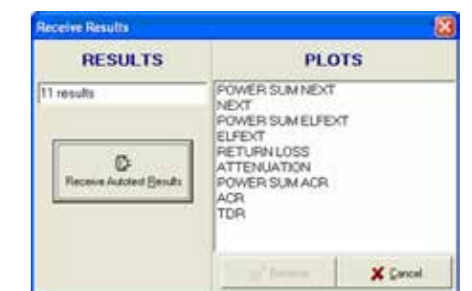 Receive Results
RESULTS
11 results
Receive Autotest Results
PLOTS
POWER SUM NEXT
NEXT
POWER SUM ELFEXT
ELFEXT
RETURN LOSS
ATTENUATION
POWER SUM ACR
ACR
TDR
Cancel